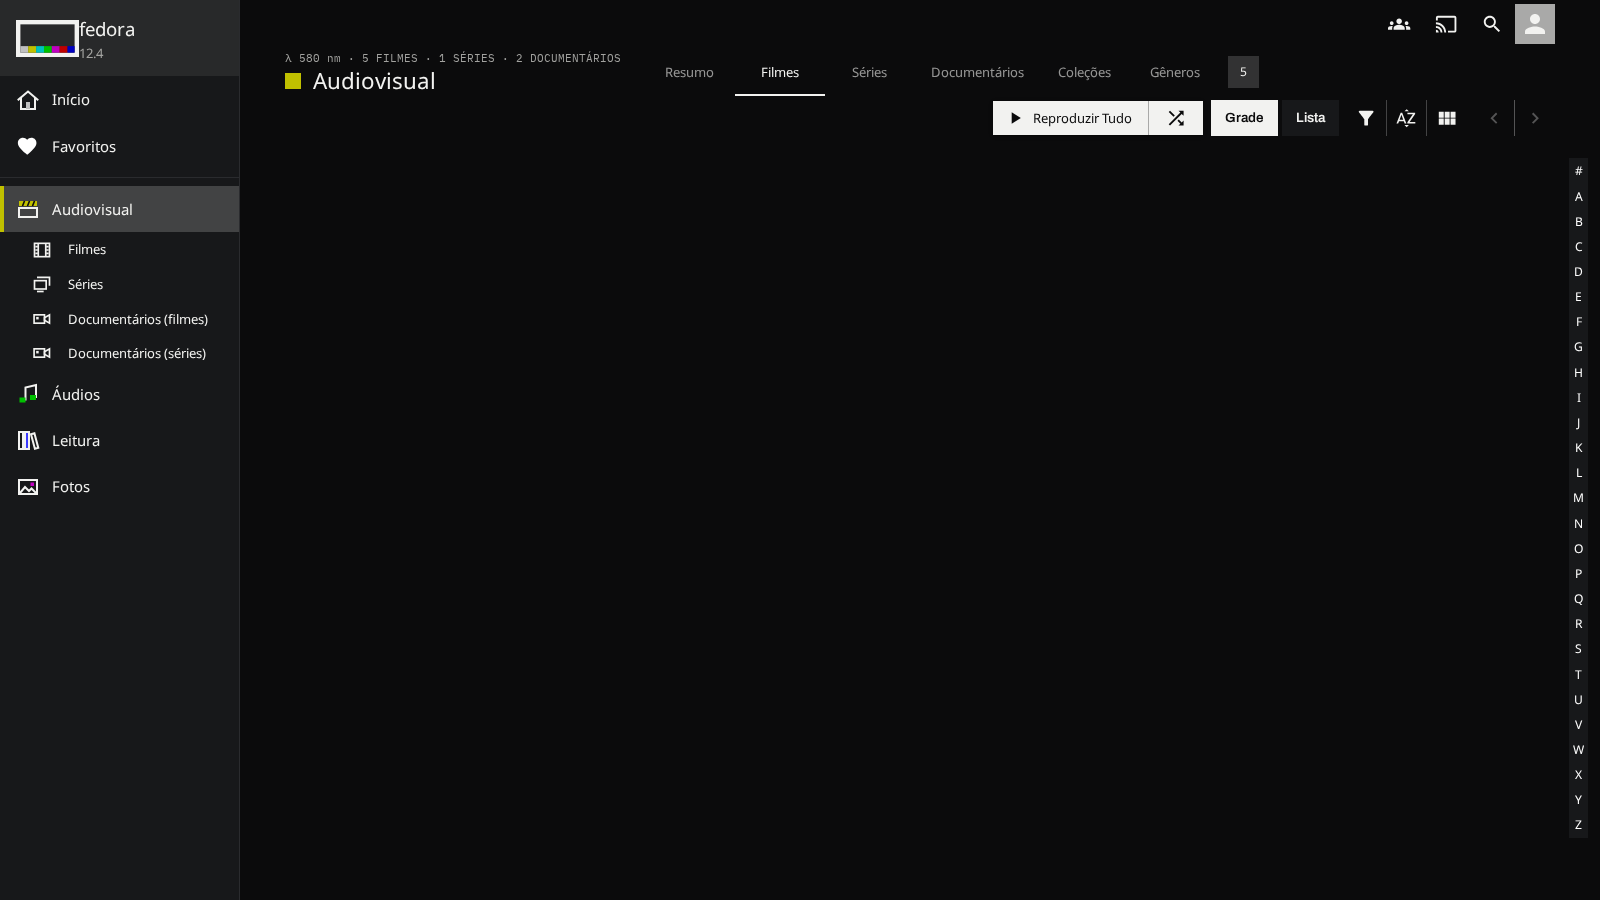 fedora
12.4
Início
Favoritos
Audiovisual
Filmes
Séries
Documentários (filmes)
Documentários (séries)
Áudios
Leitura
Fotos
λ 580 nm · 5 FILMES · 1 SÉRIES · 2 DOCUMENTÁRIOS
Audiovisual
Resumo Filmes Séries Documentários Coleções Gêneros 5
Reproduzir Tudo Grade Lista AZ
#
A
B
C
D
E
F
G
H
I
J
K
L
M
N
O
P
Q
R
S
T
U
V
W
X
Y
Z